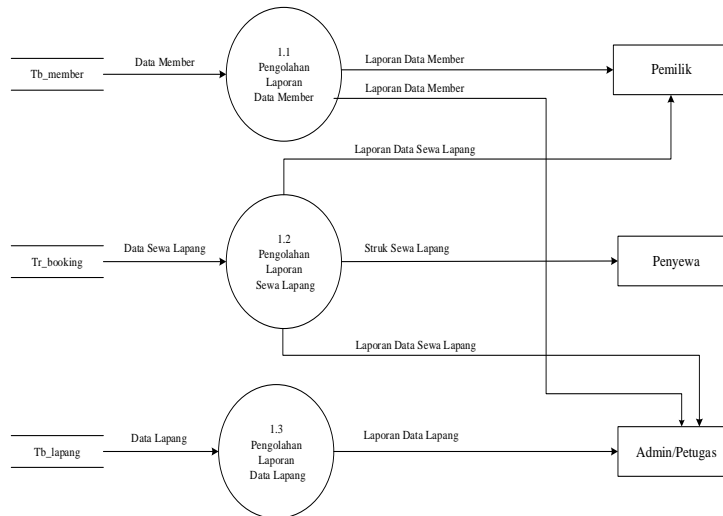 Tb_member
Data Member
1.1
Pengolahan
Laporan
Data Member
Laporan Data Member
Laporan Data Member
Pemilik
Laporan Data Sewa Lapang
Tr_booking
Data Sewa Lapang
1.2
Pengolahan
Laporan
Sewa Lapang
Struk Sewa Lapang
Penyewa
Laporan Data Sewa Lapang
Tb_lapang
Data Lapang
1.3
Pengolahan
Laporan
Data Lapang
Laporan Data Lapang
Admin/Petugas